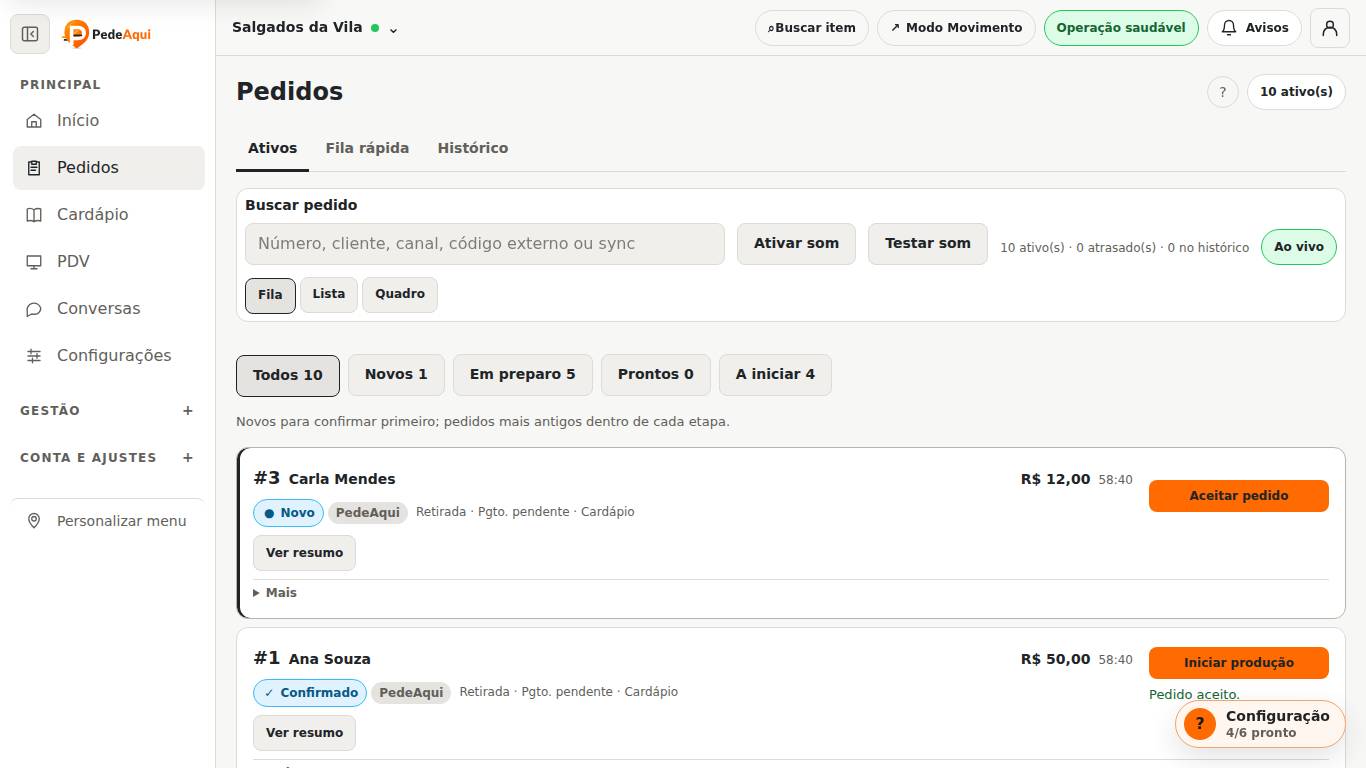 PedeAqui
PRINCIPAL
Início
Pedidos
Cardápio
PDV
Conversas
Configurações
GESTÃO +
CONTA E AJUSTES +
Personalizar menu
Salgados da Vila
Buscar item
↗ Modo Movimento
Operação saudável
Avisos
Pedidos
?
10 ativo(s)
Ativos Fila rápida Histórico
Buscar pedido
Número, cliente, canal, código externo ou sync
Ativar som
Testar som
10 ativo(s) · 0 atrasado(s) · 0 no histórico
Ao vivo
Fila Lista Quadro
Todos 10 Novos 1 Em preparo 5 Prontos 0 A iniciar 4
Novos para confirmar primeiro; pedidos mais antigos dentro de cada etapa.
#3 Carla Mendes R$ 12,00 58:40
Aceitar pedido
● Novo PedeAqui Retirada · Pgto. pendente · Cardápio
Ver resumo
▶ Mais
#1 Ana Souza R$ 50,00 58:40
Iniciar produção
Pedido aceito.
✓ Confirmado PedeAqui Retirada · Pgto. pendente · Cardápio
Ver resumo
? Configuração
4/6 pronto